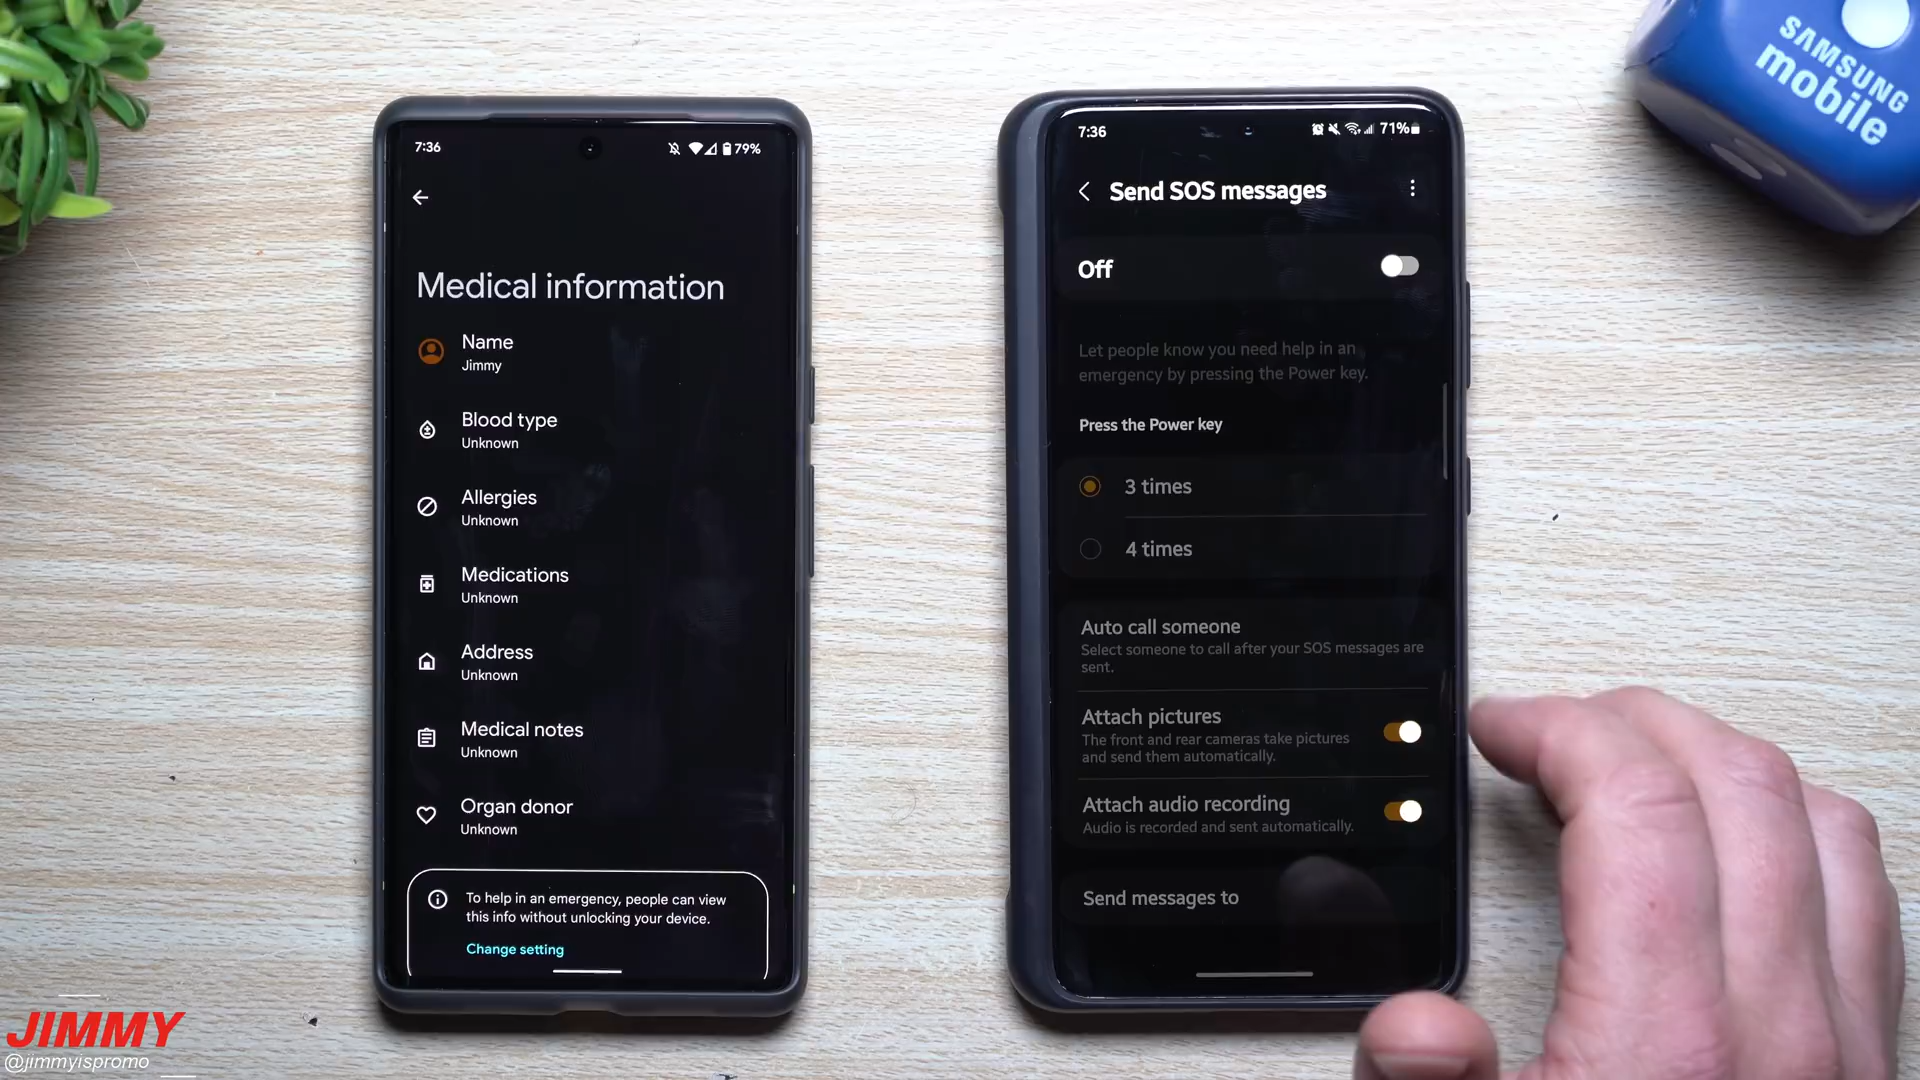 7:36
79%
Medical information
Name
Jimmy
Blood type
Unknown
Allergies
Unknown
Medications
Unknown
Address
Unknown
Medical notes
Unknown
Organ donor
Unknown
To help in an emergency, people can view
this info without unlocking your device.
Change setting
7:36
71%
Send SOS messages
Off
Let people know you need help in an
emergency by pressing the Power key.
Press the Power key
3 times
4 times
Auto call someone
Select someone to call after your SOS messages are
sent.
Attach pictures
The front and rear cameras take pictures
and send them automatically.
Attach audio recording
Audio is recorded and sent automatically.
Send messages to
SAMSUNG
mobile
JIMMY
@jimmyispromo